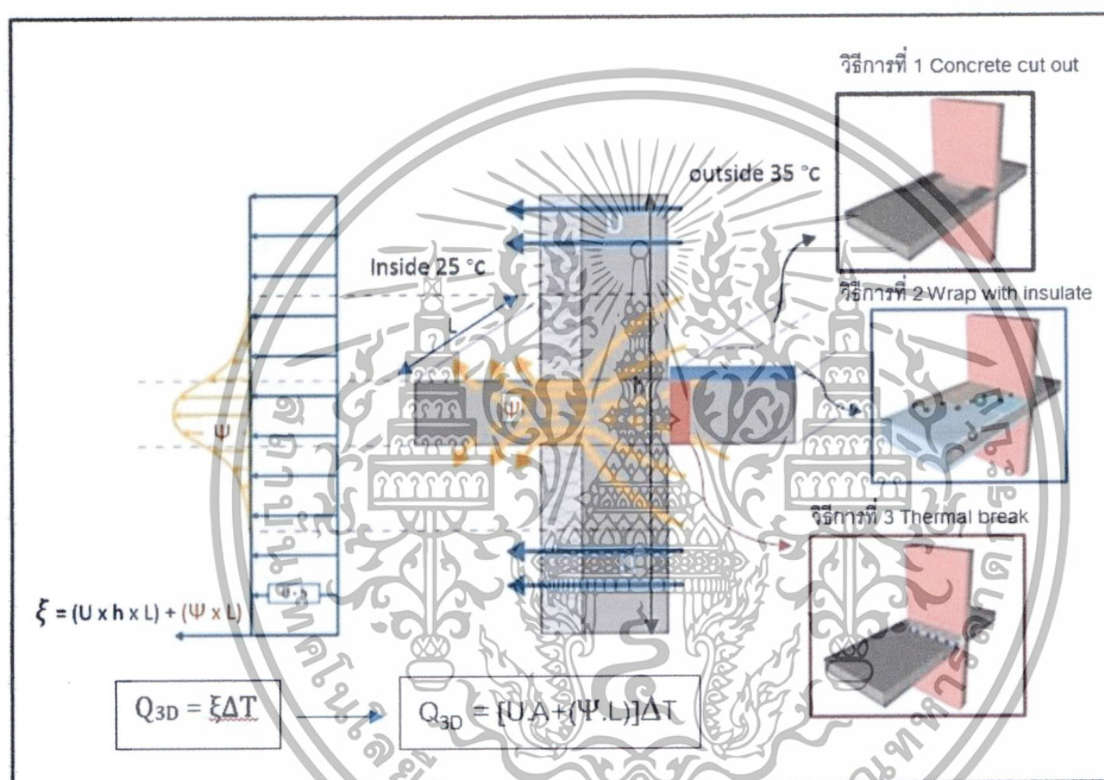 วิธีการที่ 1 Concrete cut out
outside 35 °c
U
Inside 25 °c
วิธีการที่ 2 Wrap with insulate
L
h
Ψ
Ψ
วิธีการที่ 3 Thermal break
U . h
ξ = (U x h x L) + (Ψ x L)
Q3D = ξΔT
Q3D = [U.A+(Ψ.L)]ΔT